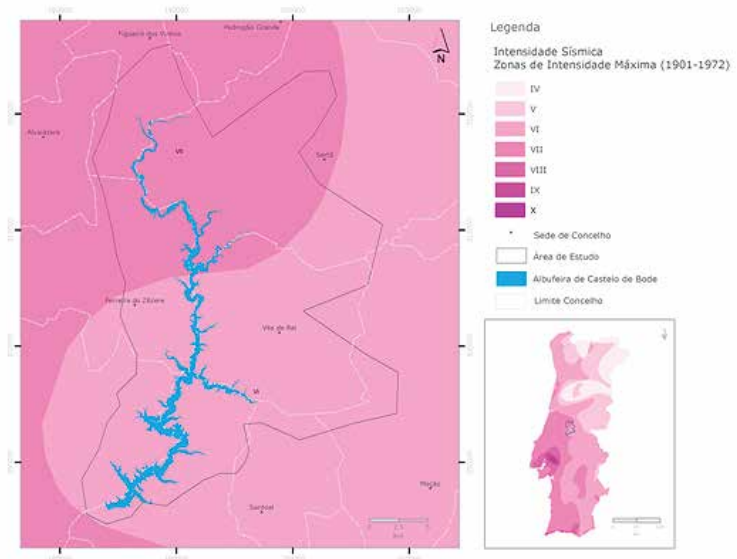 Figueiró dos Vinhos
Pedrógão Grande
N
Alvaiázere
VII
Sertã
Ferreira do Zêzere
Vila de Rei
VI
Sardoal
Mação
Legenda
Intensidade Sísmica
Zonas de Intensidade Máxima (1901-1972)
IV
V
VI
VII
VIII
IX
X
Sede de Concelho
Área de Estudo
Albufeira de Castelo de Bode
Limite Concelho